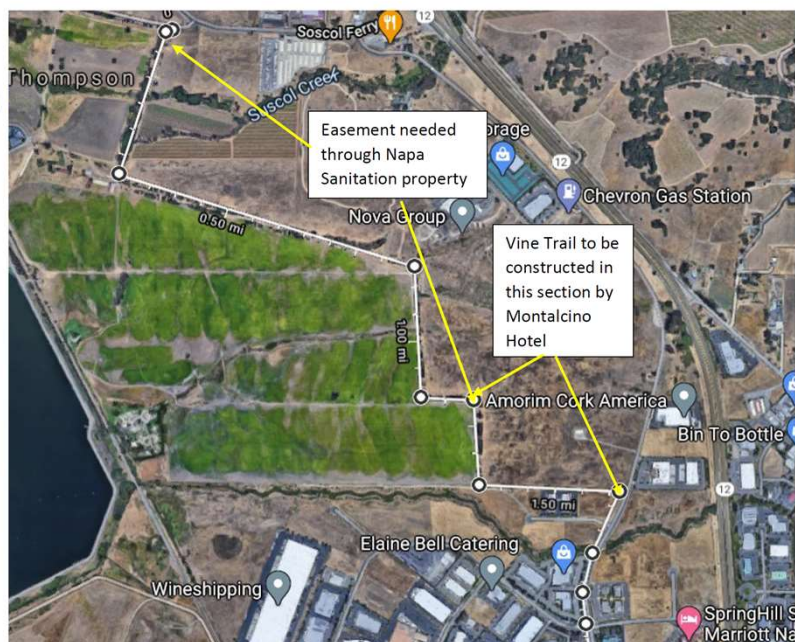 12
Soscol Ferry
Thompson
Suscol Creek
Easement needed
through Napa
Sanitation property
orage
12
Chevron Gas Station
0.50 mi
Nova Group
Vine Trail to be
constructed in
this section by
Montalcino
Hotel
1.00 mi
Amorim Cork America
Bin To Bottle
12
1.50 mi
Elaine Bell Catering
Wineshipping
SpringHill S
Marriott Na